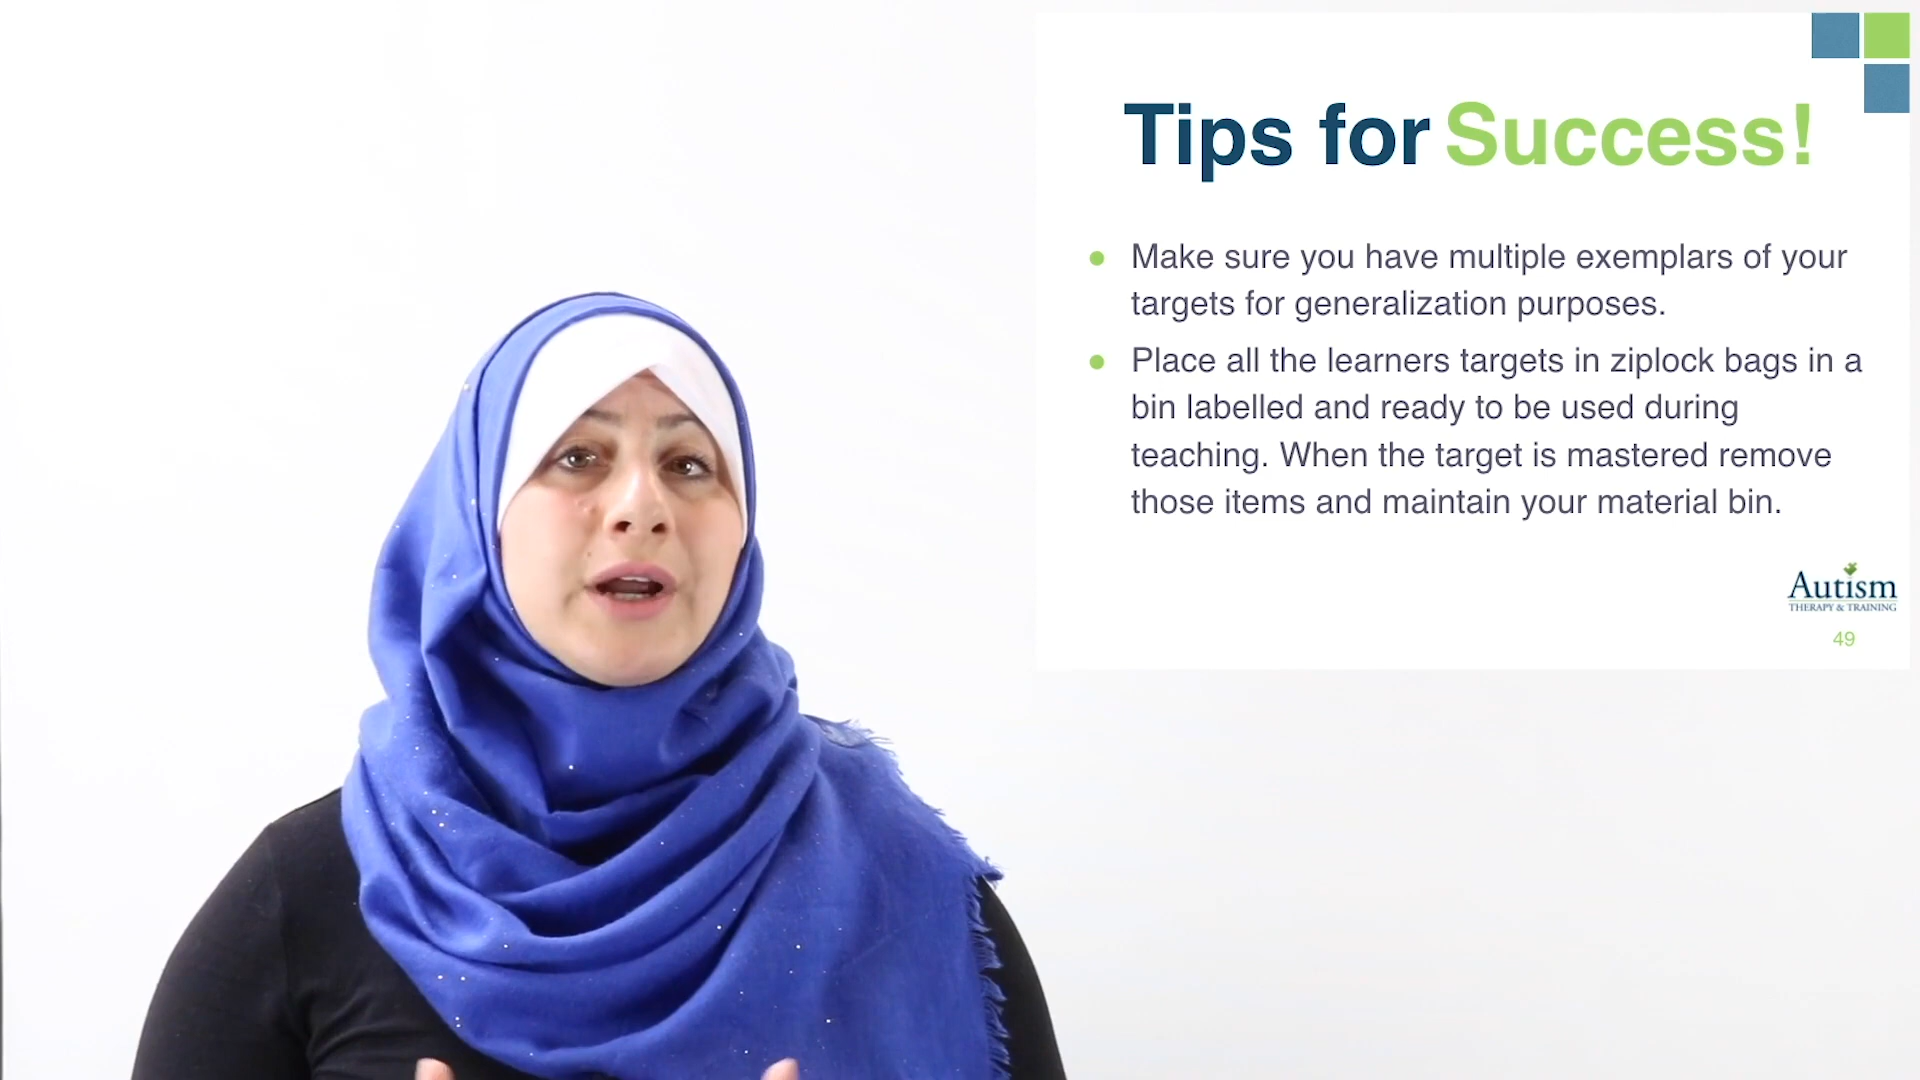 Tips for Success!
Make sure you have multiple exemplars of your
targets for generalization purposes.
Place all the learners targets in ziplock bags in a
bin labelled and ready to be used during
teaching. When the target is mastered remove
those items and maintain your material bin.
Autism
THERAPY & TRAINING
49